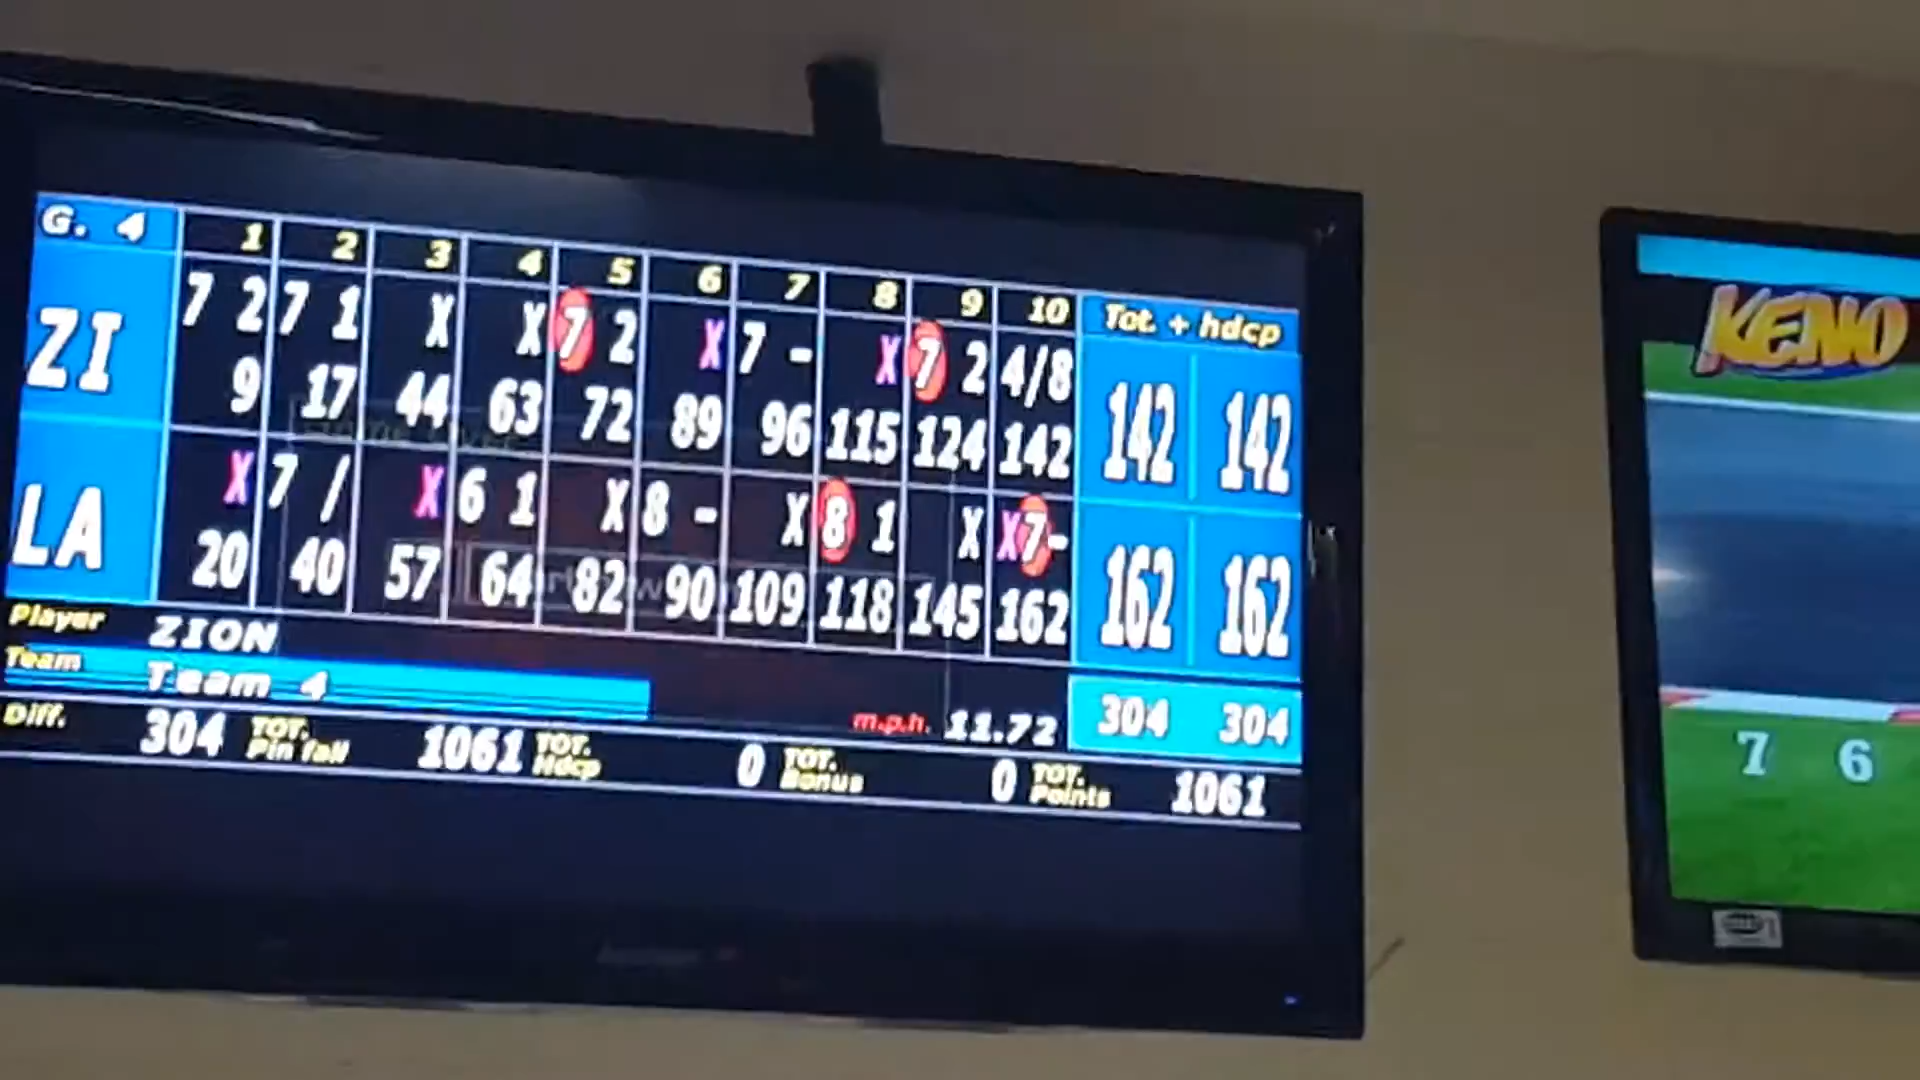 G. 4 1 2 3 4 5 6 7 8 9 10 Tot. + hdcp
ZI 7 2 7 1 X X 7 2 X 7 - X 7 2 4/8 142 142
9 17 44 63 72 89 96 115 124 142
LA X 7 / X 6 1 X 8 - X 8 1 X X7- 162 162
20 40 57 64 82 90 109 118 145 162
Player ZION
Team Team 4
m.p.h. 11.72 304 304
Diff. 304 TOT. Pin fall 1061 TOT. Hdcp 0 TOT. Bonus 0 TOT. Points 1061
KENO
7 6